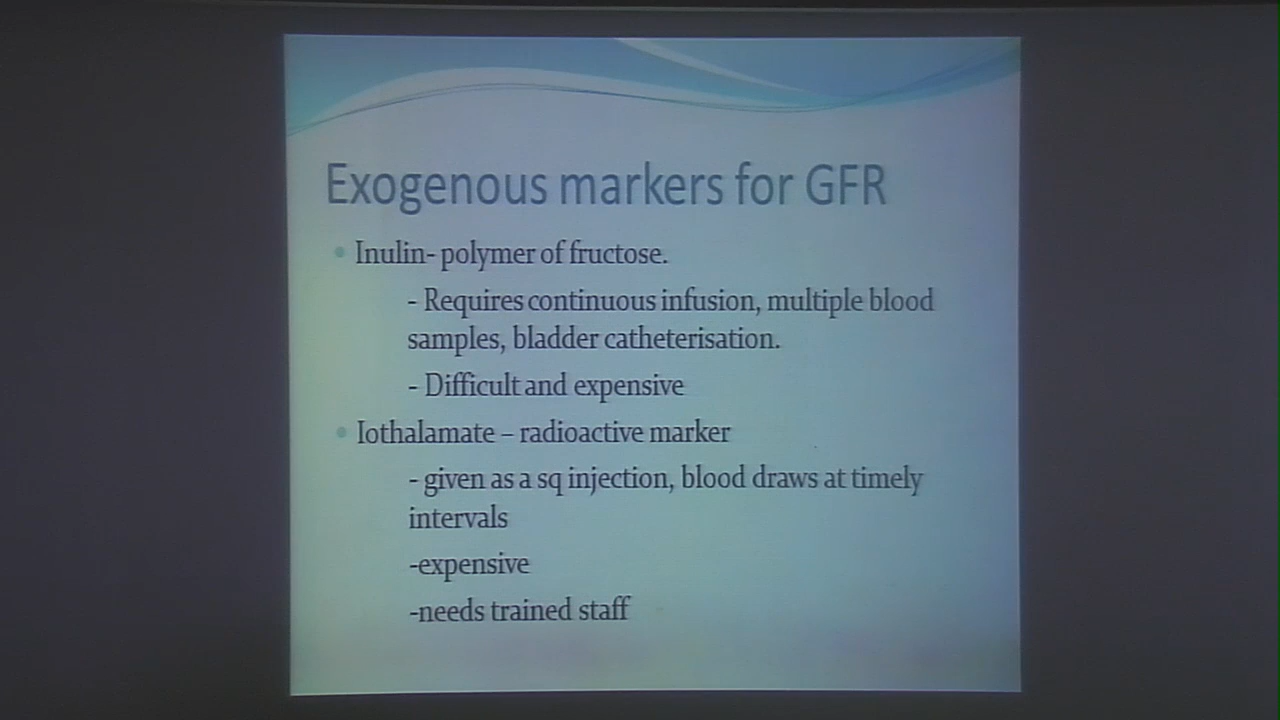 Exogenous markers for GFR
• Inulin- polymer of fructose.
- Requires continuous infusion, multiple blood
samples, bladder catheterisation.
- Difficult and expensive
• Iothalamate – radioactive marker
- given as a sq injection, blood draws at timely
intervals
-expensive
-needs trained staff